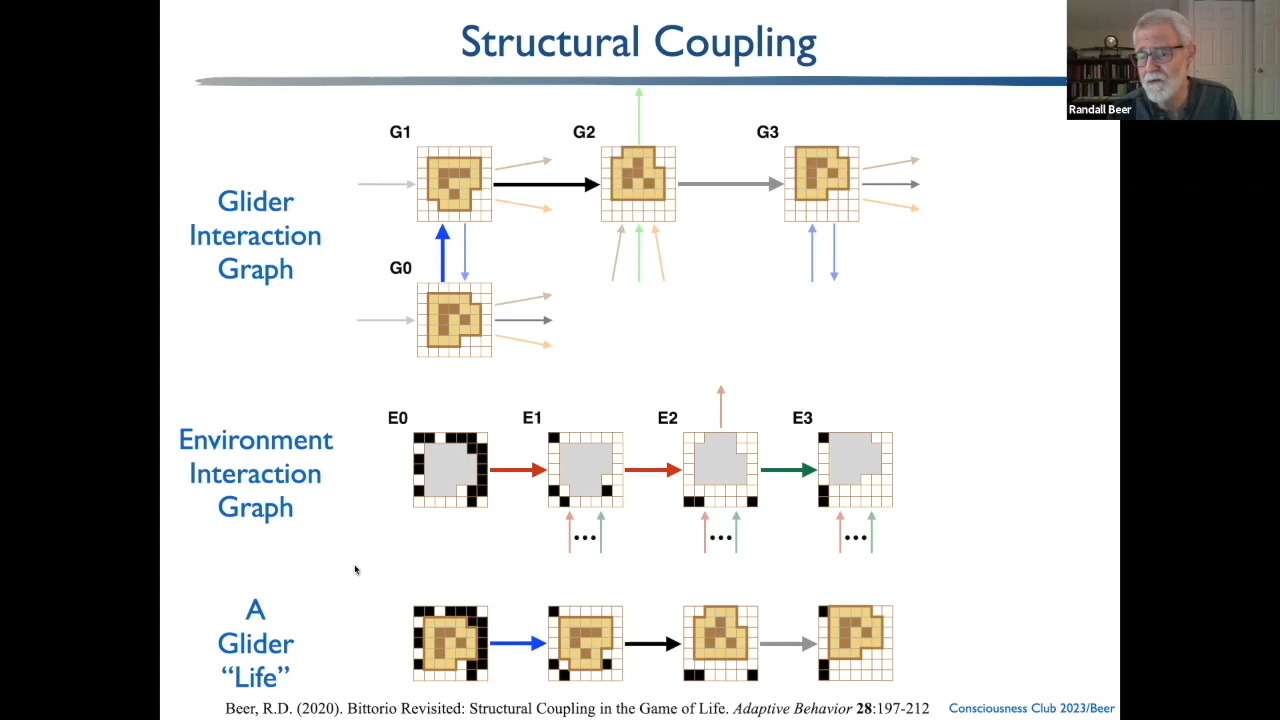 Structural Coupling
Randall Beer
G1
G2
G3
Glider
Interaction
Graph
G0
E0
E1
E2
E3
Environment
Interaction
Graph
...
...
...
A
Glider
“Life”
Beer, R.D. (2020). Bittorio Revisited: Structural Coupling in the Game of Life. Adaptive Behavior 28:197-212
Consciousness Club 2023/Beer